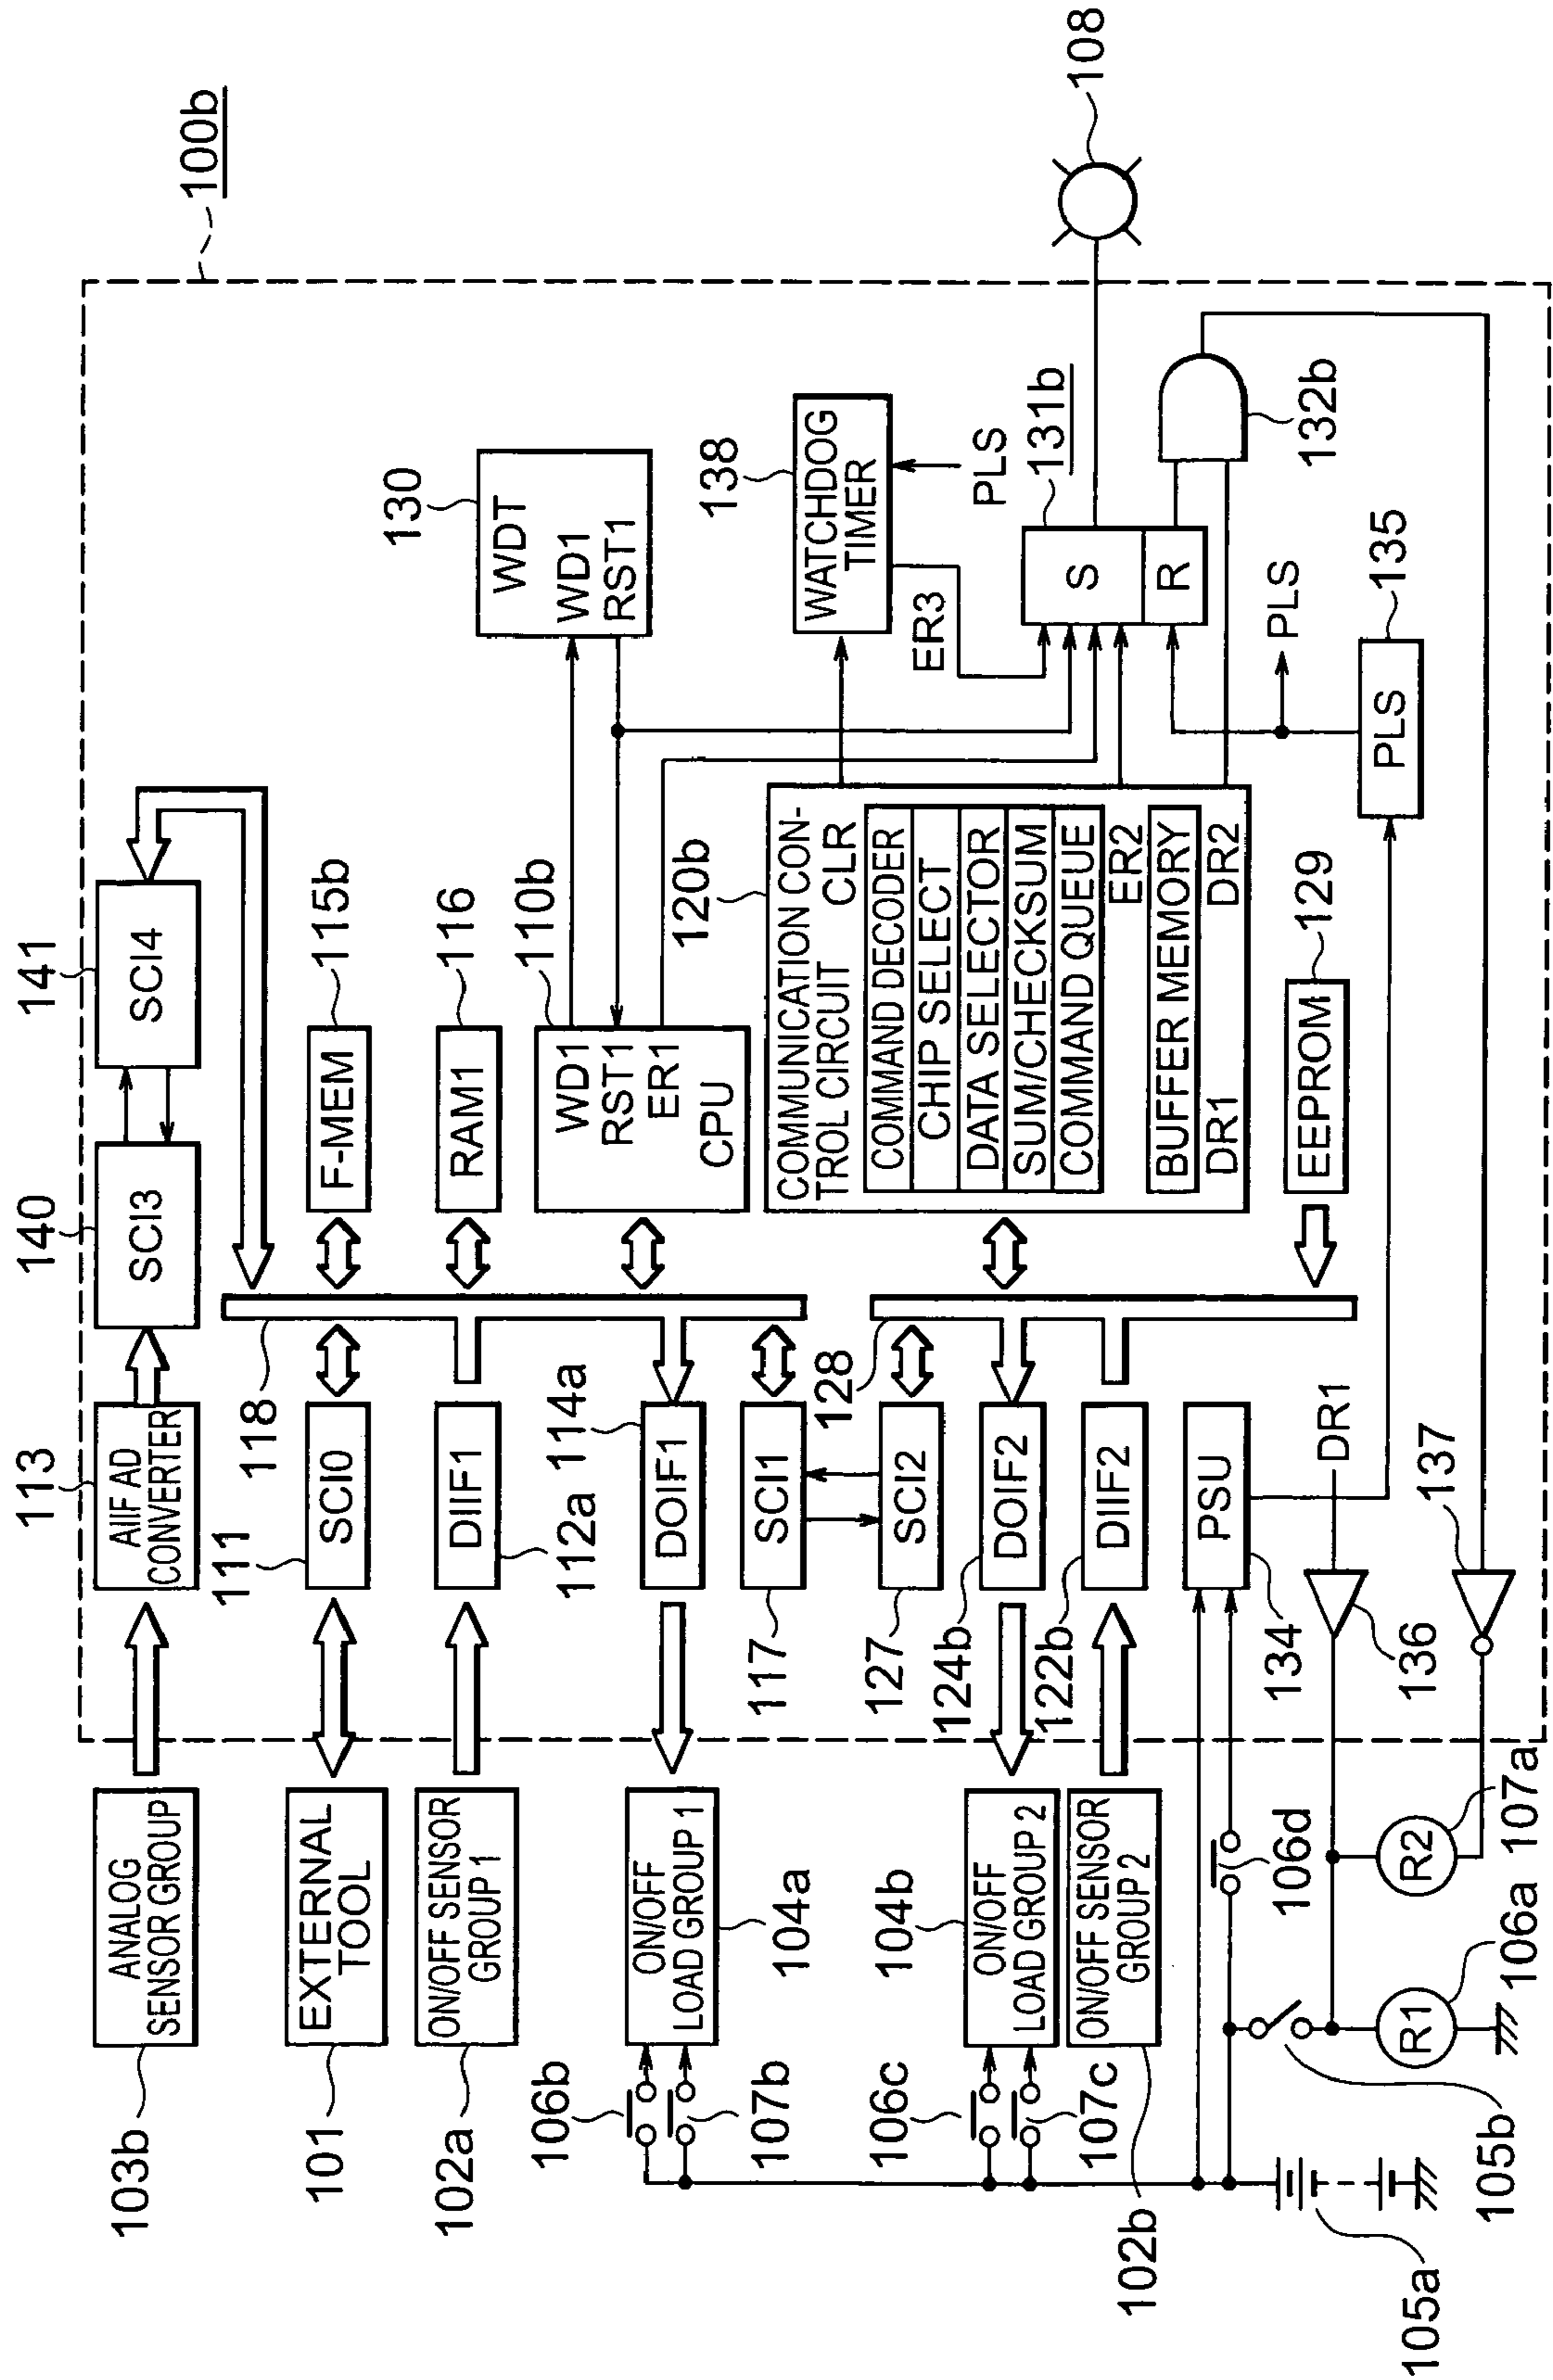 100b
113
AIIF AD
CONVERTER
140
SCI3
141
SCI4
103b
ANALOG
SENSOR GROUP
101
EXTERNAL
TOOL
111
SCI0
118
F-MEM
115b
102a
ON/OFF SENSOR
GROUP 1
DIIF1
112a
RAM1
116
114a
DOIF1
ON/OFF
LOAD GROUP 1
104a
106b
107b
WD1
RST1
ER1
CPU
110b
130
WDT
WD1
RST1
SCI1
117
SCI2
127
128
120b
COMMUNICATION CON-
TROL CIRCUIT
CLR
COMMAND DECODER
CHIP SELECT
DATA SELECTOR
SUM/CHECKSUM
COMMAND QUEUE
ER2
BUFFER MEMORY
DR1
DR2
138
WATCHDOG
TIMER
PLS
ER3
131b
S
R
108
132b
106c
107c
104b
ON/OFF
LOAD GROUP 2
124b
DOIF2
102b
ON/OFF SENSOR
GROUP 2
122b
DIIF2
EEPROM
129
PSU
134
PLS
PLS
135
106d
DR1
136
137
105a
105b
R1
106a
R2
107a